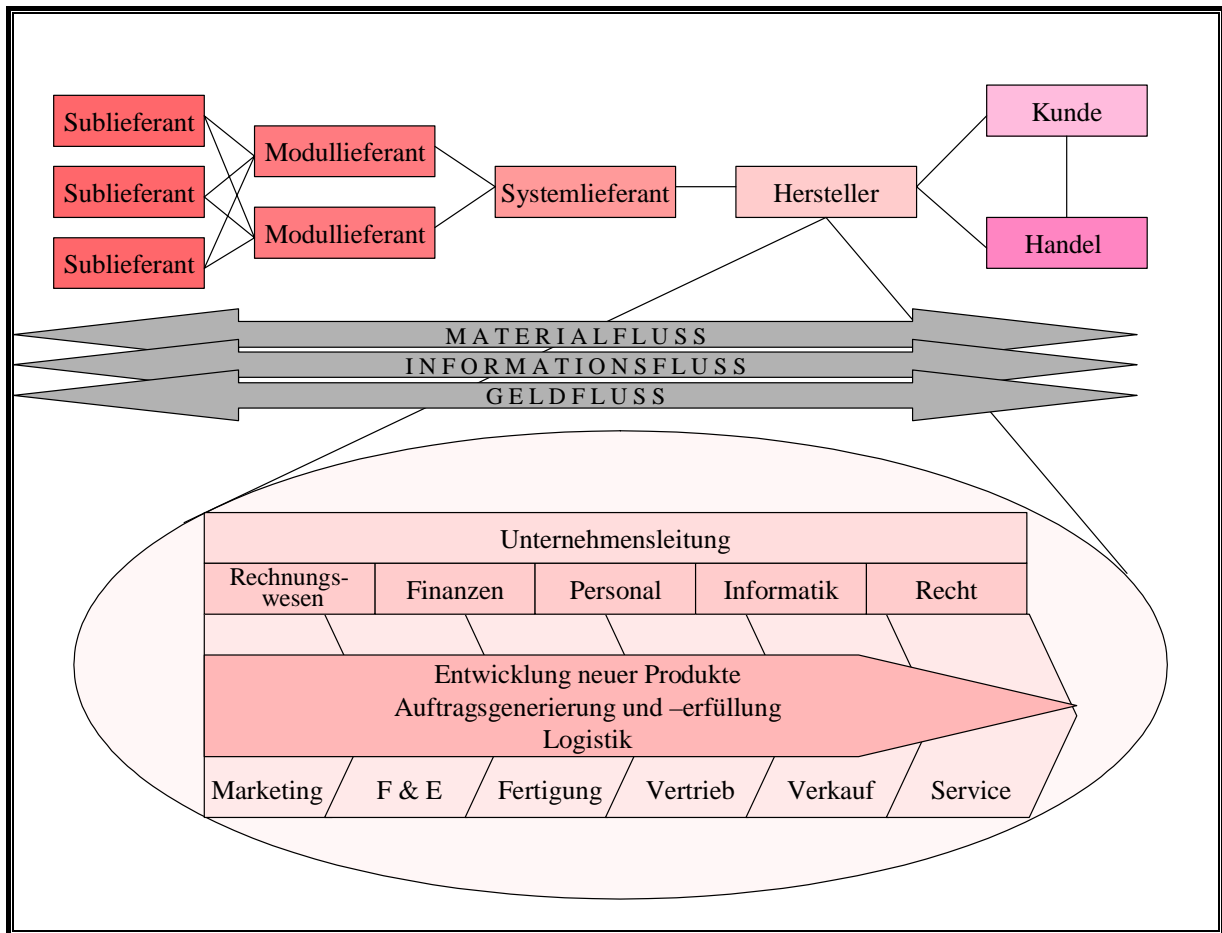 Sublieferant
Sublieferant
Sublieferant
Modullieferant
Modullieferant
Systemlieferant
Hersteller
Kunde
Handel
MATERIALFLUSS
INFORMATIONSFLUSS
GELDFLUSS
Unternehmensleitung
Rechnungs-
wesen
Finanzen
Personal
Informatik
Recht
Entwicklung neuer Produkte
Auftragsgenerierung und –erfüllung
Logistik
Marketing
F & E
Fertigung
Vertrieb
Verkauf
Service